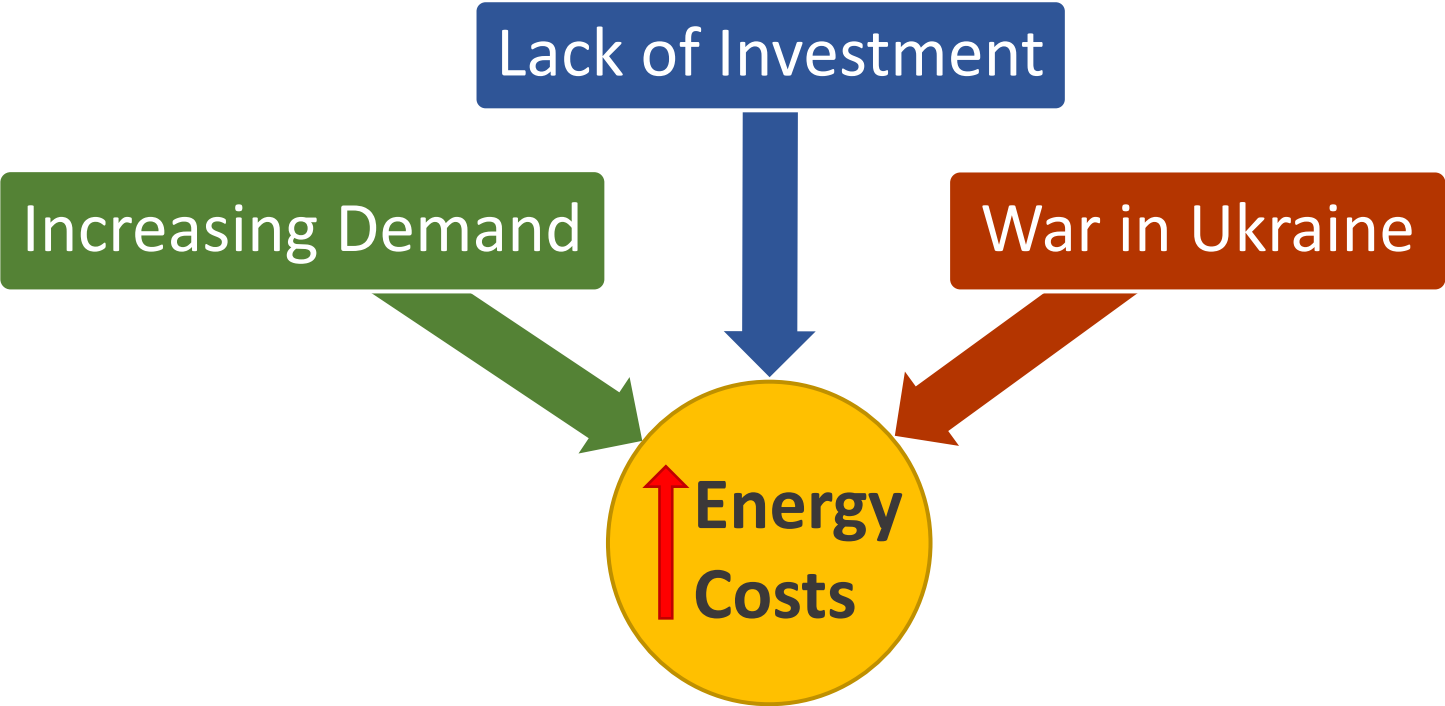 Lack of Investment
Increasing Demand
War in Ukraine
Energy
Costs